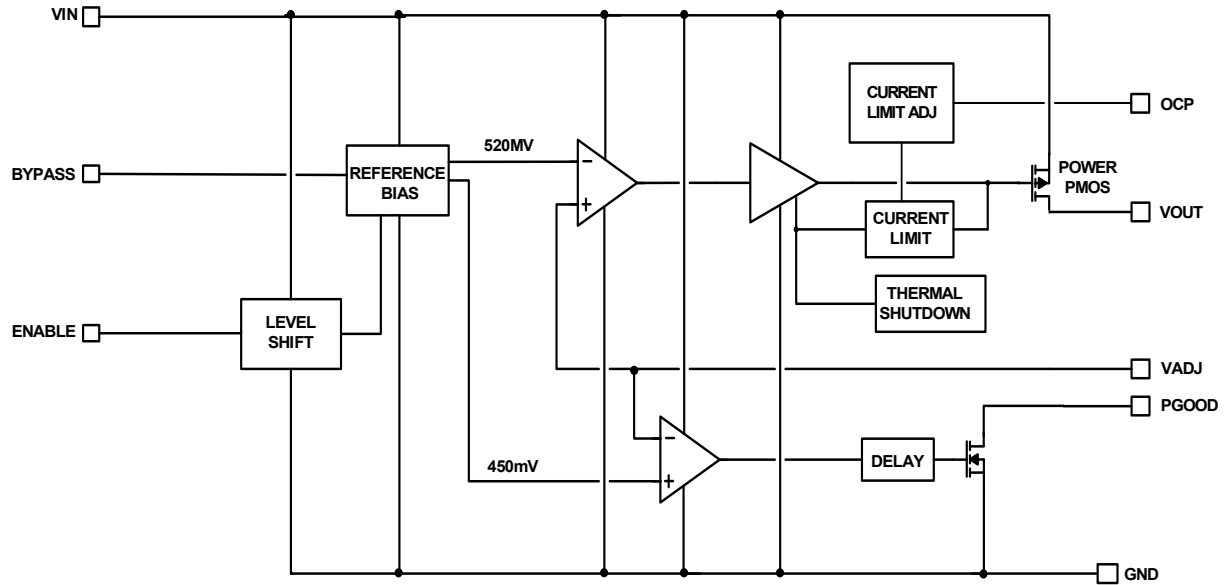 VIN
CURRENT
LIMIT ADJ
OCP
520MV
BYPASS
REFERENCE
BIAS
−
+
POWER
PMOS
VOUT
CURRENT
LIMIT
THERMAL
SHUTDOWN
ENABLE
LEVEL
SHIFT
VADJ
PGOOD
450mV
−
+
DELAY
GND